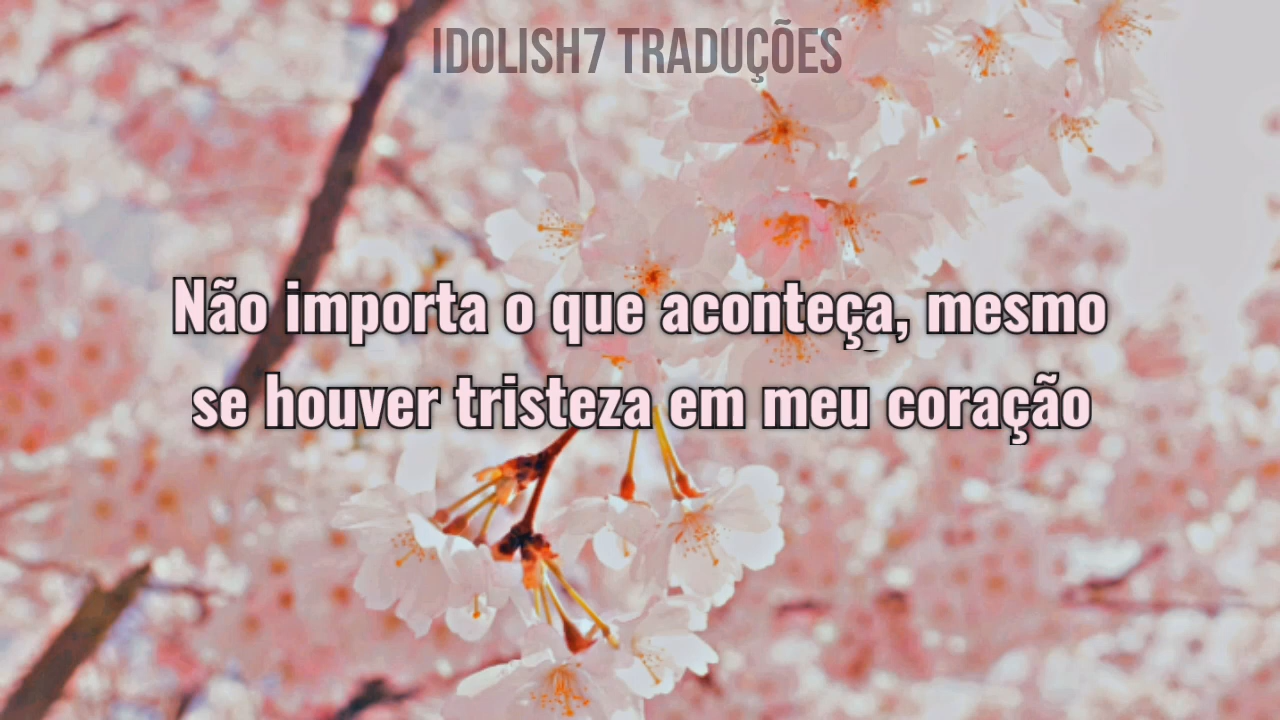 IDOLISH7 TRADUÇÕES
Não importa o que aconteça, mesmo
se houver tristeza em meu coração